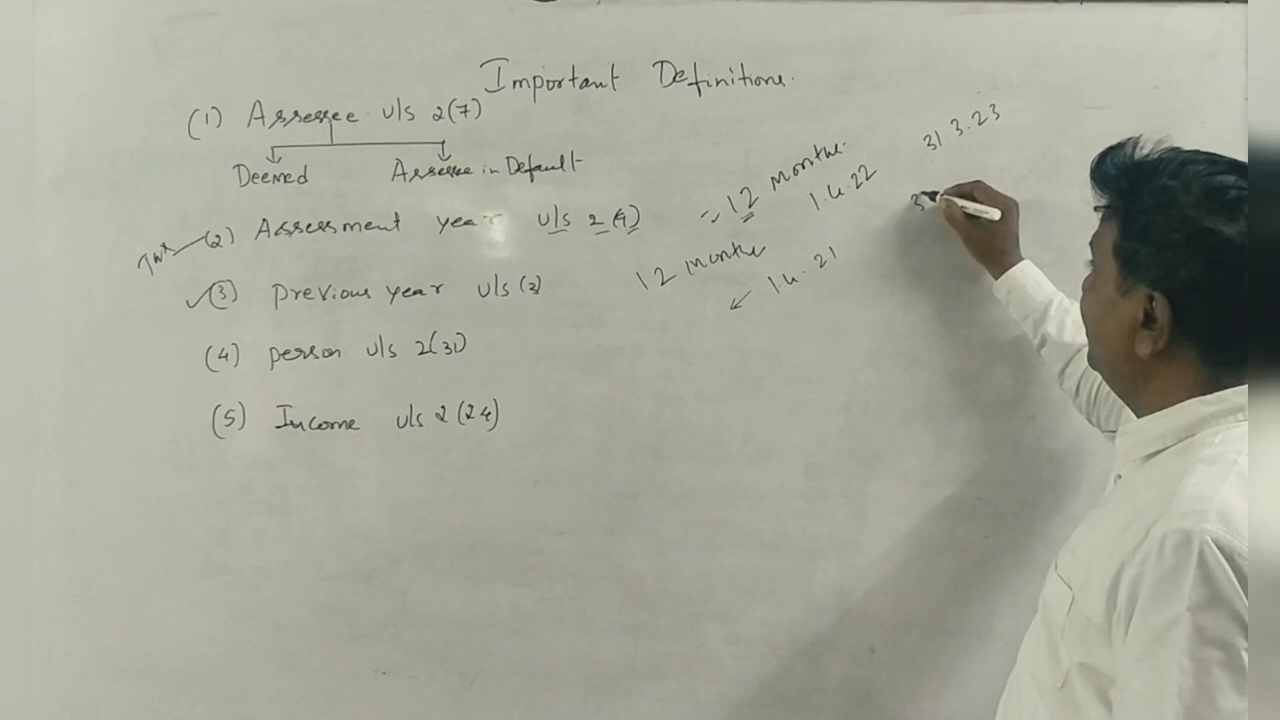 Important Definitions.
(1) Assessee u/s 2(7)
Deemed Assessee in Default
(2) Assessment year u/s 2(9) = 12 months. 1.4.22 31.3.23
(3) previous year u/s (3) 12 months 1.4.21 3
(4) person u/s 2(31)
(5) Income u/s 2(24)